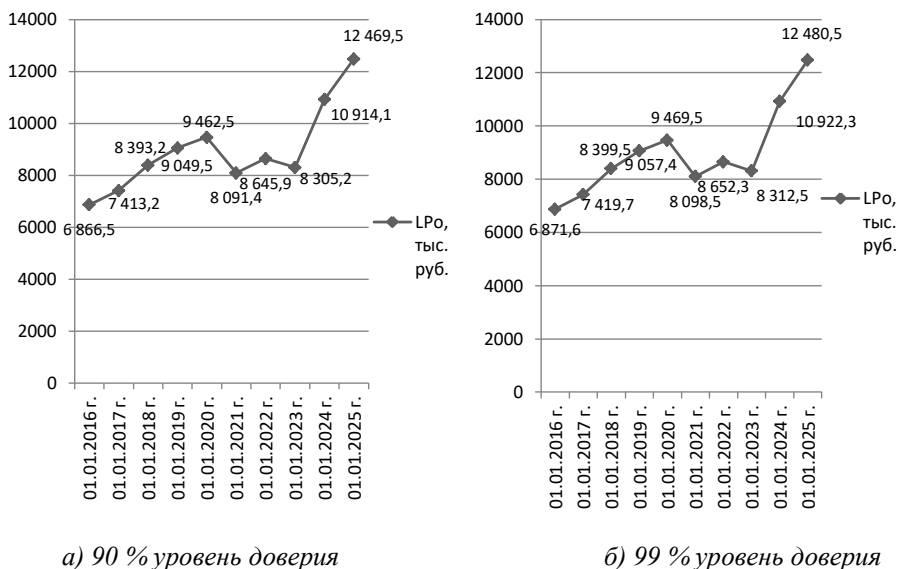 14000
12000
10000
8000
6000
4000
2000
0
12 469,5
10 914,1
9 462,5
8 393,2
9 049,5
8 645,9
8 305,2
8 091,4
7 413,2
6 866,5
LPo,
тыс.
руб.
01.01.2016 г.
01.01.2017 г.
01.01.2018 г.
01.01.2019 г.
01.01.2020 г.
01.01.2021 г.
01.01.2022 г.
01.01.2023 г.
01.01.2024 г.
01.01.2025 г.
а) 90 % уровень доверия
14000
12000
10000
8000
6000
4000
2000
0
12 480,5
10 922,3
9 469,5
8 399,5
9 057,4
8 652,3
8 312,5
8 098,5
7 419,7
6 871,6
LPo,
тыс.
руб.
01.01.2016 г.
01.01.2017 г.
01.01.2018 г.
01.01.2019 г.
01.01.2020 г.
01.01.2021 г.
01.01.2022 г.
01.01.2023 г.
01.01.2024 г.
01.01.2025 г.
б) 99 % уровень доверия